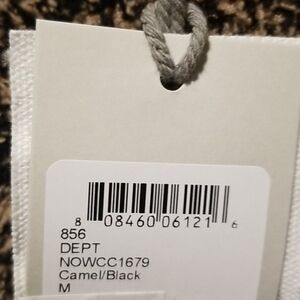 8 08460 06121 6
856
DEPT
NOWCC1679
Camel/Black
M